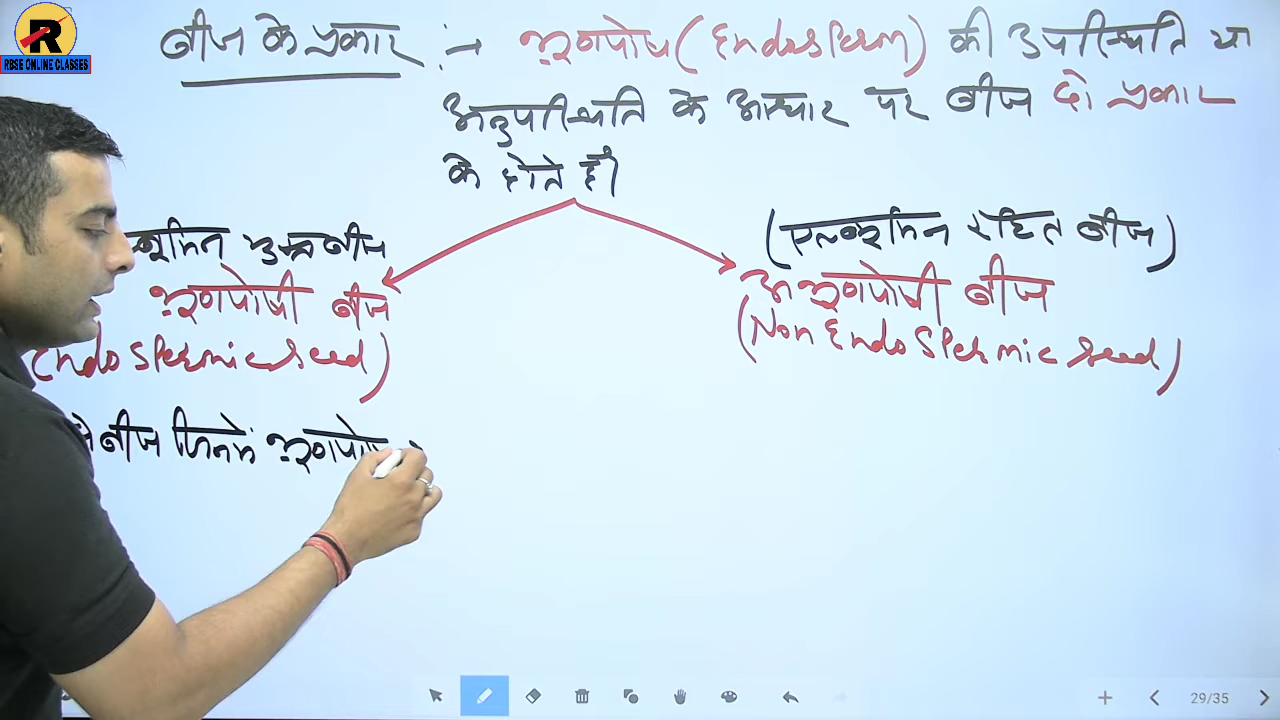 R
RBSE ONLINE CLASSES
बीज के प्रकार :→ भ्रूणपोष (Endosperm) की उपस्थिति या
अनुपस्थिति के आधार पर बीज दो प्रकार
के होते हैं।
युक्त बीज
भ्रूणपोषी बीज
Endospermic Seed)
(एल्ब्यूमिन रहित बीज)
अभ्रूणपोषी बीज
(Non Endospermic Seed)
बीज जिनमें भ्रूणपोष
29/35